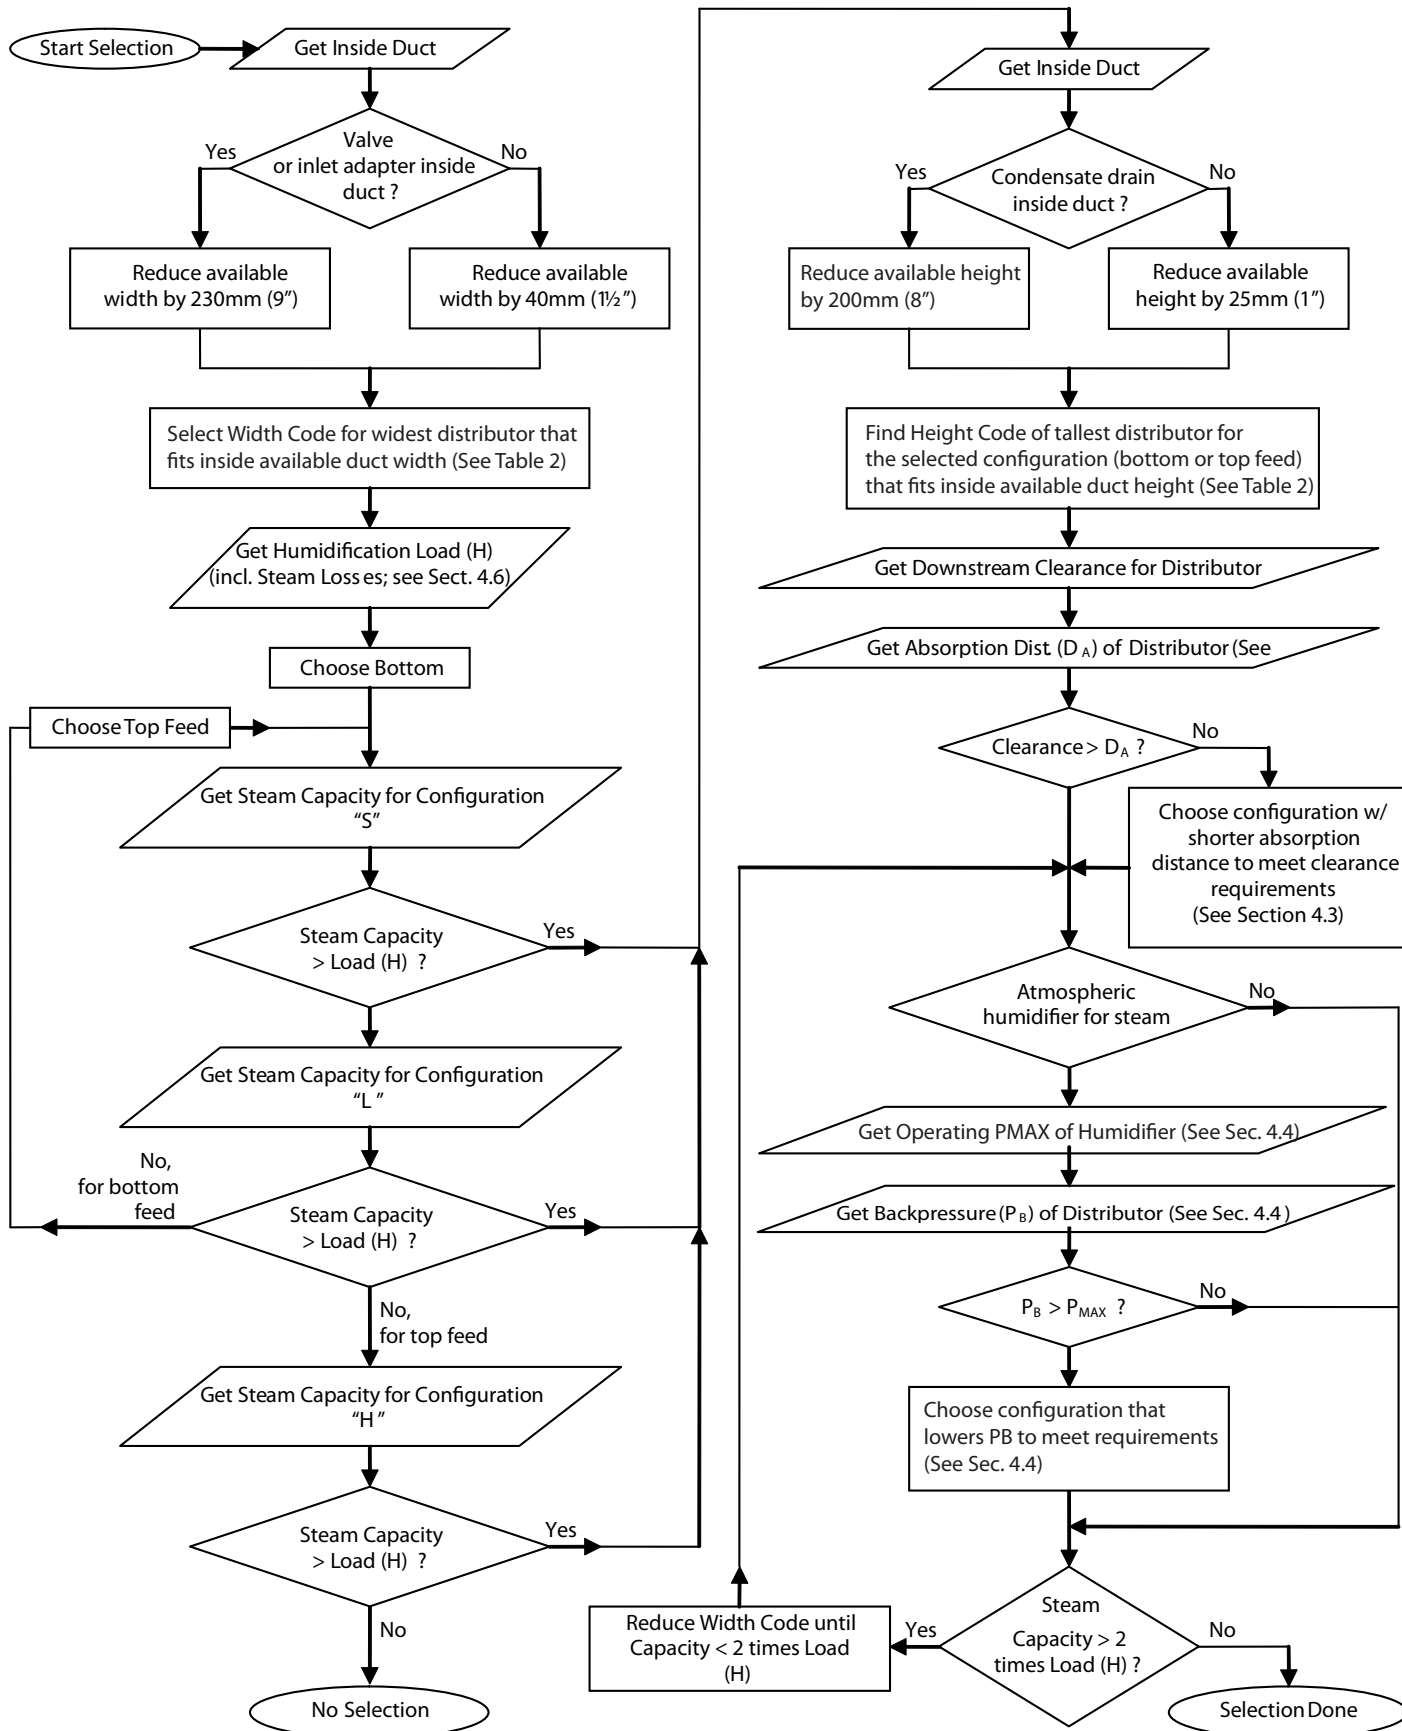 Start Selection
Get Inside Duct
Valve
or inlet adapter inside
duct ?
Yes
No
Reduce available
width by 230mm (9”)
Reduce available
width by 40mm (1½”)
Select Width Code for widest distributor that
fits inside available duct width (See Table 2)
Get Humidification Load (H)
(incl. Steam Losses; see Sect. 4.6)
Choose Bottom
Choose Top Feed
Get Steam Capacity for Configuration
“S”
Steam Capacity
> Load (H) ?
Yes
Get Steam Capacity for Configuration
“L”
No,
for bottom
feed
Steam Capacity
> Load (H) ?
Yes
No,
for top feed
Get Steam Capacity for Configuration
“H”
Steam Capacity
> Load (H) ?
Yes
No
No Selection
Get Inside Duct
Condensate drain
inside duct ?
Yes
No
Reduce available height
by 200mm (8”)
Reduce available
height by 25mm (1”)
Find Height Code of tallest distributor for
the selected configuration (bottom or top feed)
that fits inside available duct height (See Table 2)
Get Downstream Clearance for Distributor
Get Absorption Dist. (DA) of Distributor (See
Clearance > DA ?
No
Choose configuration w/
shorter absorption
distance to meet clearance
requirements
(See Section 4.3)
Atmospheric
humidifier for steam
No
Get Operating PMAX of Humidifier (See Sec. 4.4)
Get Backpressure (PB) of Distributor (See Sec. 4.4)
PB > PMAX ?
No
Choose configuration that
lowers PB to meet requirements
(See Sec. 4.4)
Steam
Capacity > 2
times Load (H) ?
Yes
No
Reduce Width Code until
Capacity < 2 times Load
(H)
Selection Done